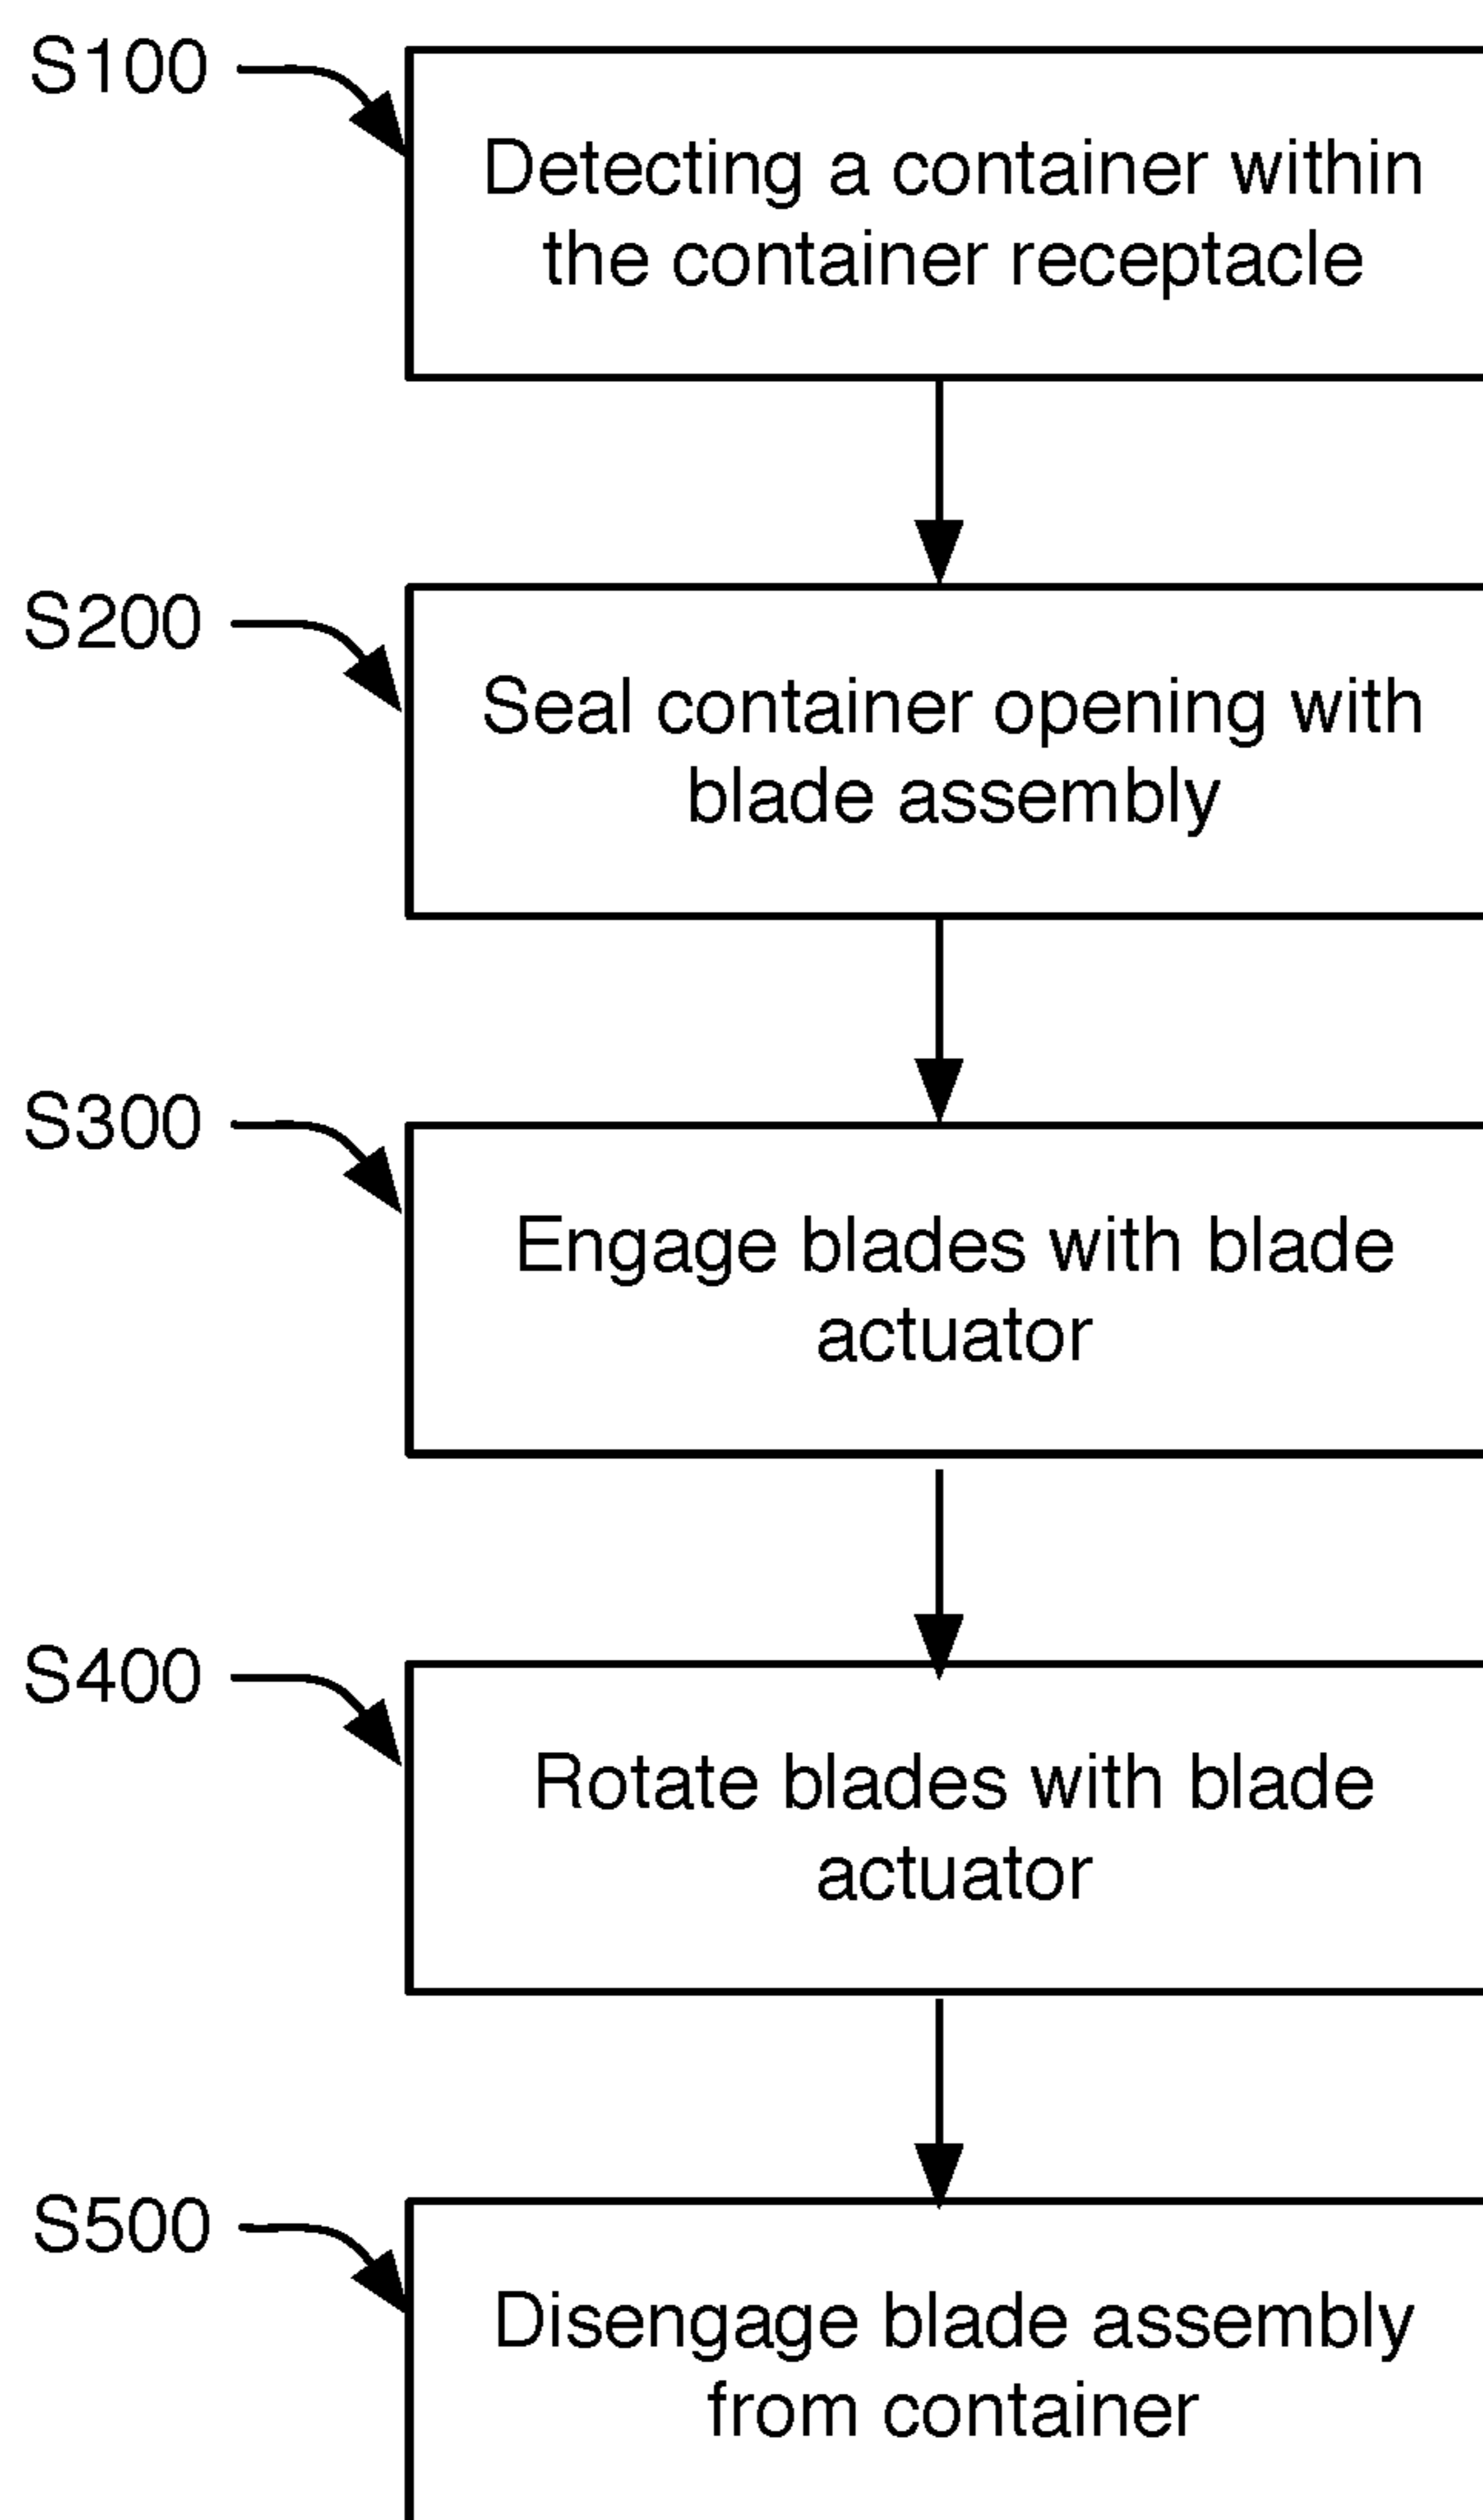 S100
Detecting a container within
the container receptacle
S200
Seal container opening with
blade assembly
S300
Engage blades with blade
actuator
S400
Rotate blades with blade
actuator
S500
Disengage blade assembly
from container